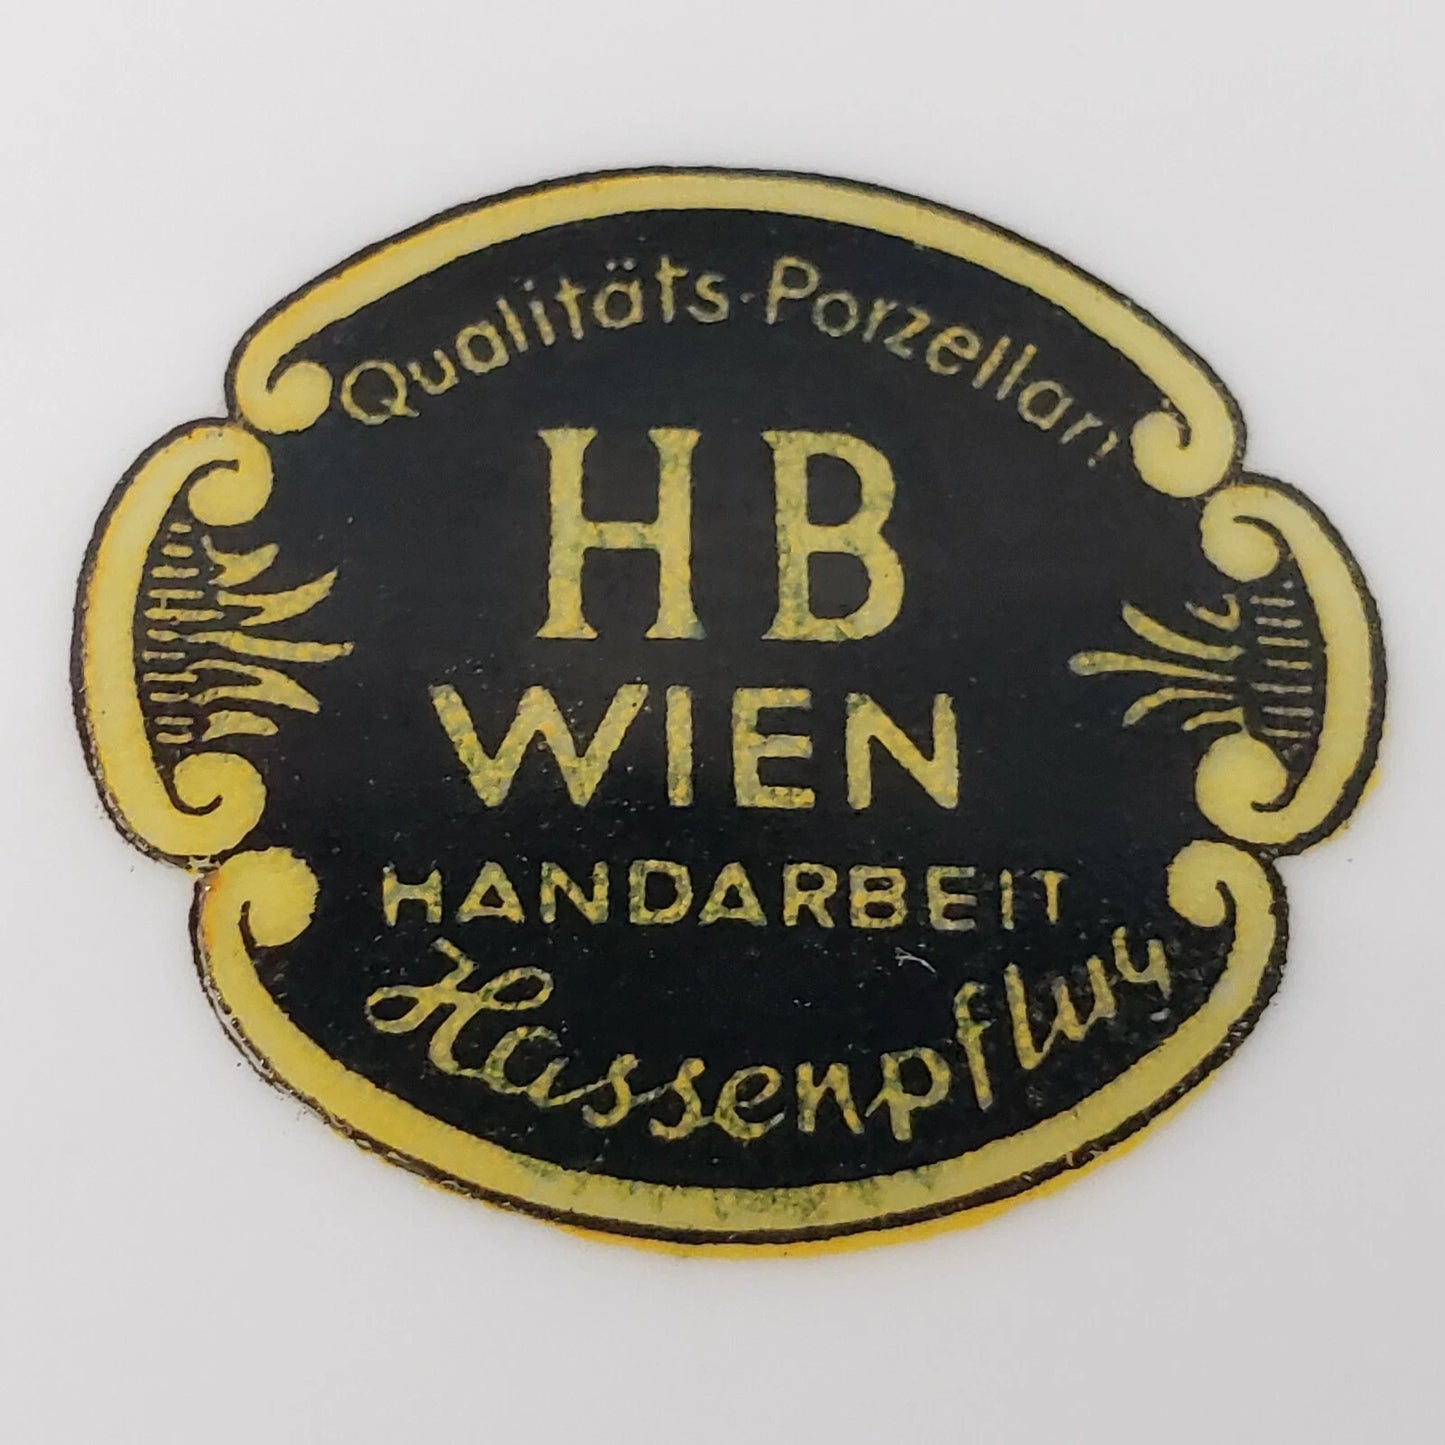 Qualitäts-Porzellan
HB
WIEN
HANDARBEIT
Hassenpflug